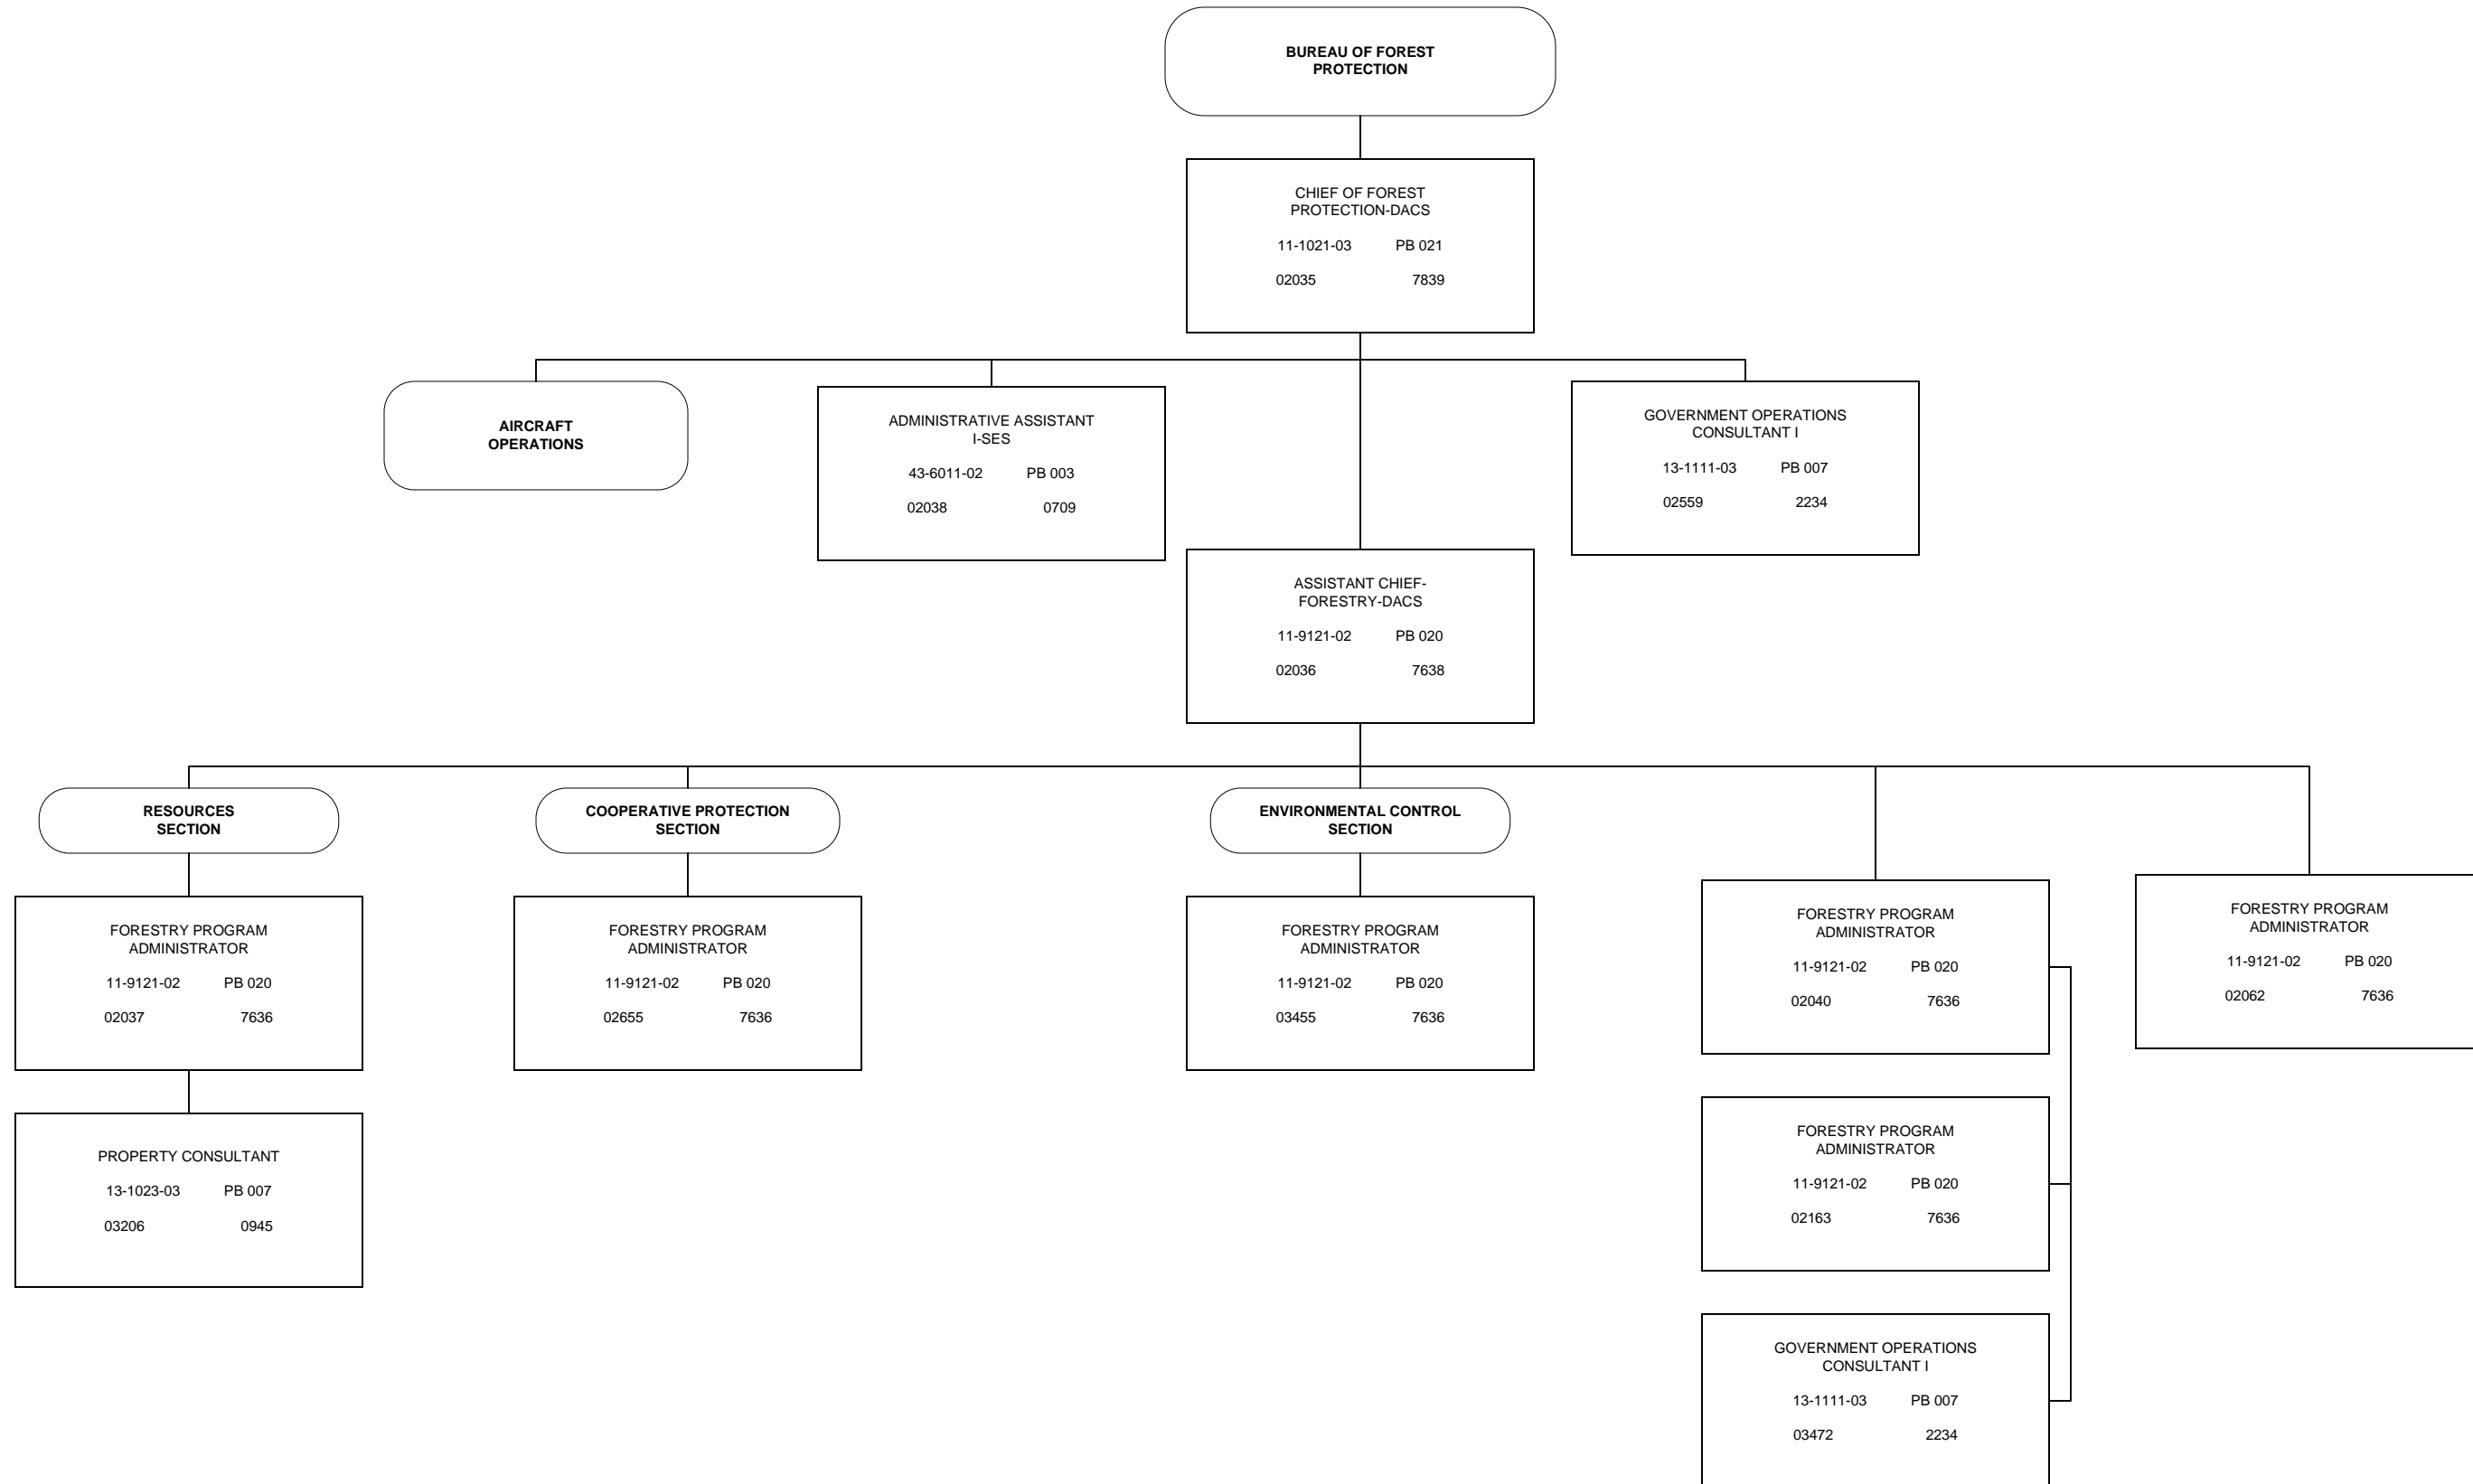 BUREAU OF FOREST
PROTECTION
CHIEF OF FOREST
PROTECTION-DACS
11-1021-03 PB 021
02035 7839
AIRCRAFT
OPERATIONS
ADMINISTRATIVE ASSISTANT
I-SES
43-6011-02 PB 003
02038 0709
GOVERNMENT OPERATIONS
CONSULTANT I
13-1111-03 PB 007
02559 2234
ASSISTANT CHIEF-
FORESTRY-DACS
11-9121-02 PB 020
02036 7638
RESOURCES
SECTION
COOPERATIVE PROTECTION
SECTION
ENVIRONMENTAL CONTROL
SECTION
FORESTRY PROGRAM
ADMINISTRATOR
11-9121-02 PB 020
02037 7636
FORESTRY PROGRAM
ADMINISTRATOR
11-9121-02 PB 020
02655 7636
FORESTRY PROGRAM
ADMINISTRATOR
11-9121-02 PB 020
03455 7636
FORESTRY PROGRAM
ADMINISTRATOR
11-9121-02 PB 020
02040 7636
FORESTRY PROGRAM
ADMINISTRATOR
11-9121-02 PB 020
02062 7636
PROPERTY CONSULTANT
13-1023-03 PB 007
03206 0945
FORESTRY PROGRAM
ADMINISTRATOR
11-9121-02 PB 020
02163 7636
GOVERNMENT OPERATIONS
CONSULTANT I
13-1111-03 PB 007
03472 2234